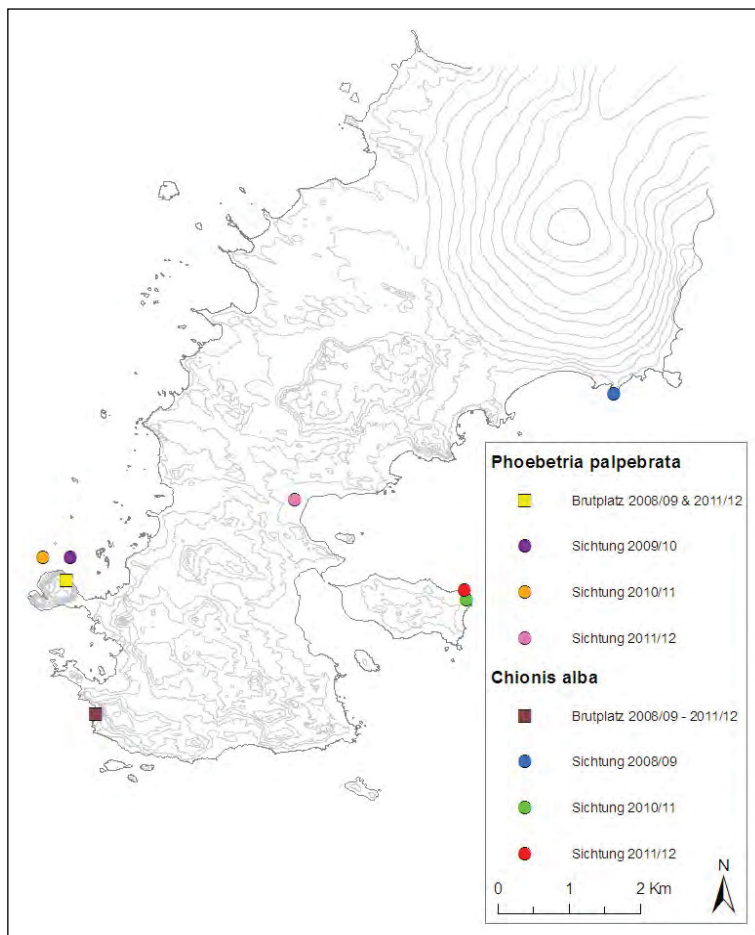 Phoebetria palpebrata
Brutplatz 2008/09 & 2011/12
Sichtung 2009/10
Sichtung 2010/11
Sichtung 2011/12
Chionis alba
Brutplatz 2008/09 - 2011/12
Sichtung 2008/09
Sichtung 2010/11
Sichtung 2011/12
N
0 1 2 Km